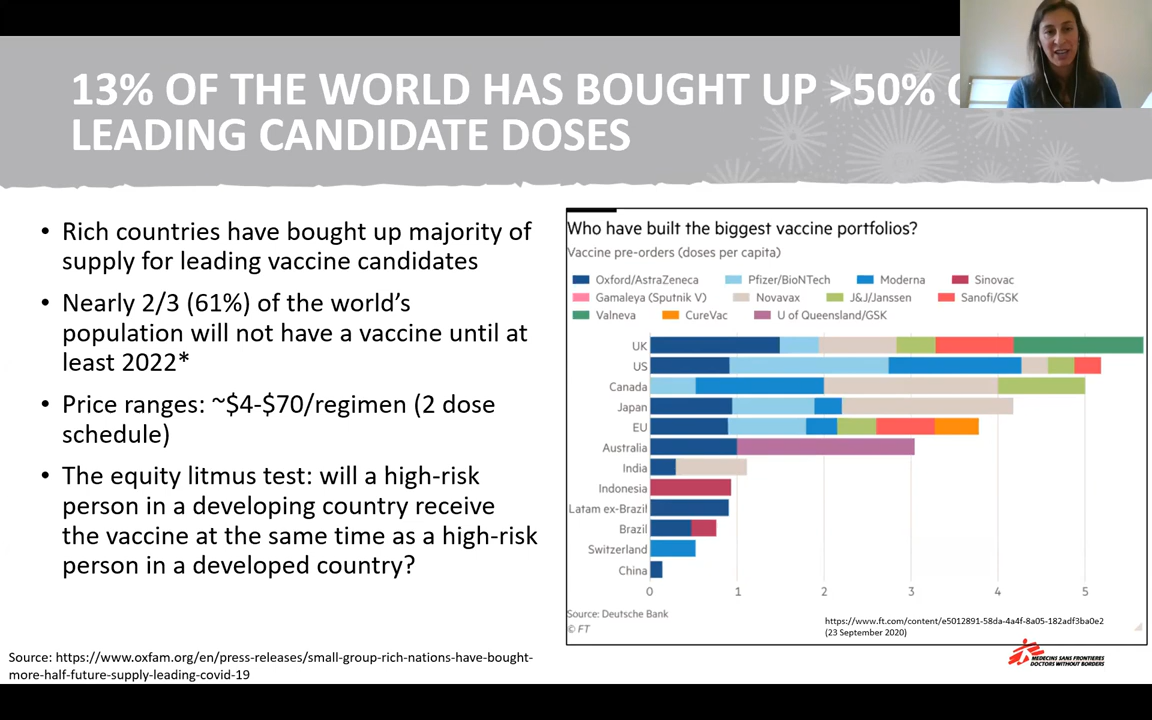 13% OF THE WORLD HAS BOUGHT UP >50%
LEADING CANDIDATE DOSES
• Rich countries have bought up majority of
supply for leading vaccine candidates
• Nearly 2/3 (61%) of the world's
population will not have a vaccine until at
least 2022*
• Price ranges: ~$4-$70/regimen (2 dose
schedule)
• The equity litmus test: will a high-risk
person in a developing country receive
the vaccine at the same time as a high-risk
person in a developed country?
Source: https://www.oxfam.org/en/press-releases/small-group-rich-nations-have-bought-
more-half-future-supply-leading-covid-19
Who have built the biggest vaccine portfolios?
Vaccine pre-orders (doses per capita)
Oxford/AstraZeneca Pfizer/BioNTech Moderna Sinovac
Gamaleya (Sputnik V) Novavax J&J/Janssen Sanofi/GSK
Valneva CureVac U of Queensland/GSK
UK
US
Canada
Japan
EU
Australia
India
Indonesia
Latam ex-Brazil
Brazil
Switzerland
China
0 1 2 3 4 5
Source: Deutsche Bank
© FT
https://www.ft.com/content/e5012891-58da-4a4f-8a05-182adf3ba0e2
(23 September 2020)
MEDECINS SANS FRONTIERES
DOCTORS WITHOUT BORDERS